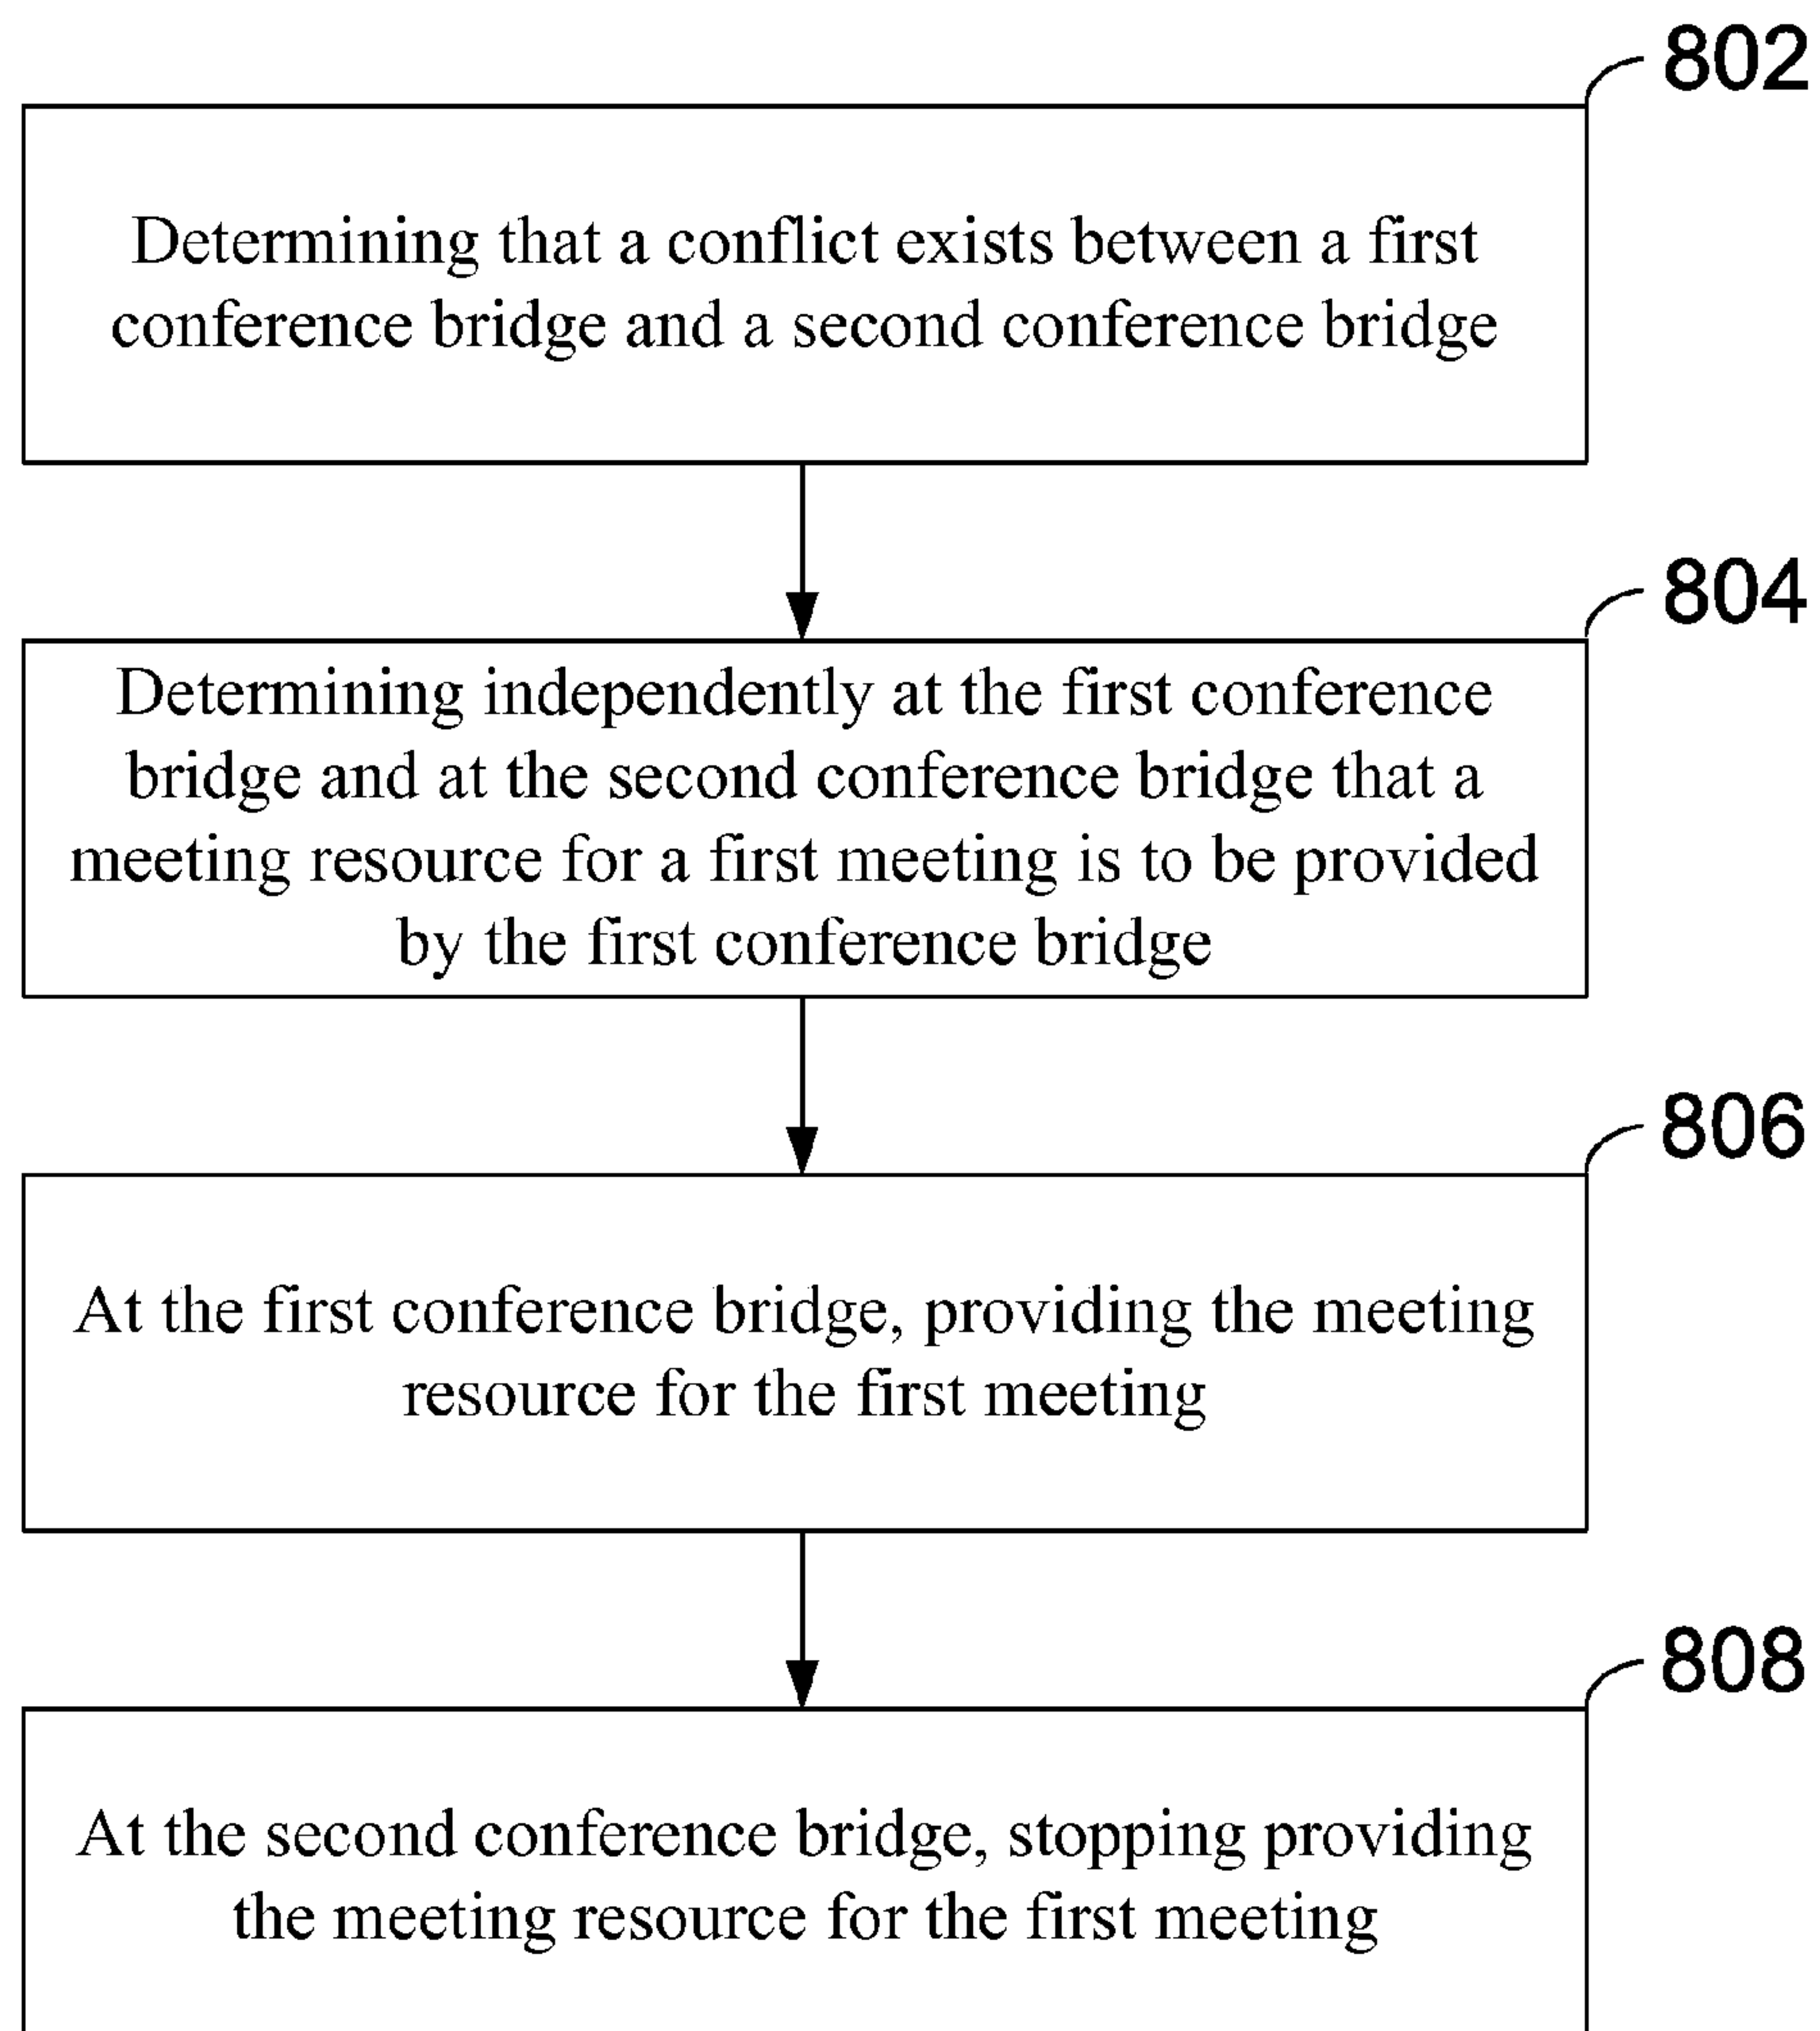 802
Determining that a conflict exists between a first
conference bridge and a second conference bridge
804
Determining independently at the first conference
bridge and at the second conference bridge that a
meeting resource for a first meeting is to be provided
by the first conference bridge
806
At the first conference bridge, providing the meeting
resource for the first meeting
808
At the second conference bridge, stopping providing
the meeting resource for the first meeting